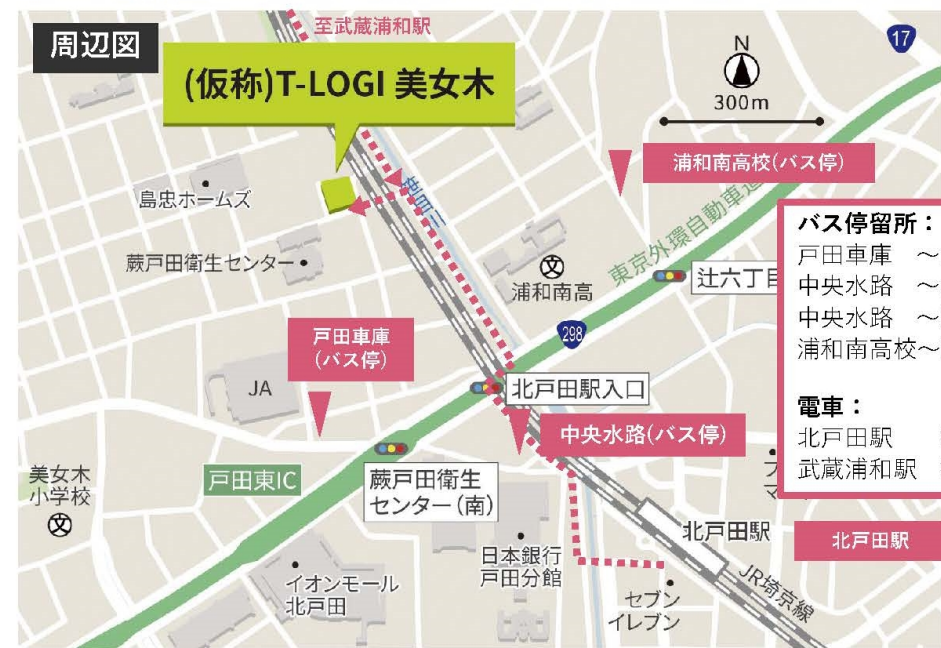 周辺図
至武蔵浦和駅
17
(仮称)T-LOGI 美女木
N
300m
浦和南高校(バス停)
島忠ホームズ
東京外環自動車道
バス停留所：
戸田車庫 ～
中央水路 ～
中央水路 ～
浦和南高校～
蕨戸田衛生センター
浦和南高
辻六丁目
戸田車庫
(バス停)
298
JA
北戸田駅入口
電車：
北戸田駅
武蔵浦和駅
中央水路(バス停)
美女木
小学校
戸田東IC
蕨戸田衛生
センター(南)
北戸田駅
北戸田駅
日本銀行
戸田分館
イオンモール
北戸田
セブン
イレブン
JR埼京線